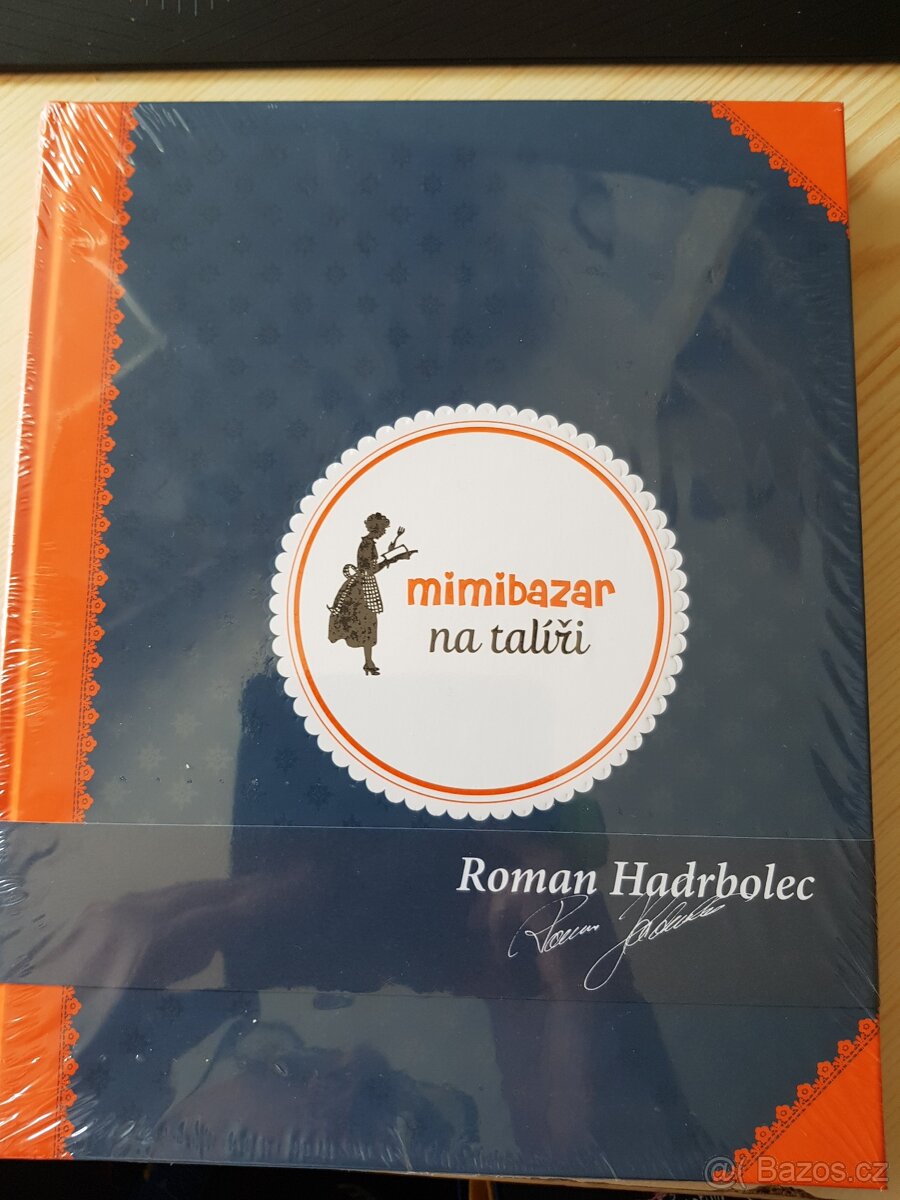 mimibazar
na talíři
Roman Hadrbolec
@ Bazos.cz